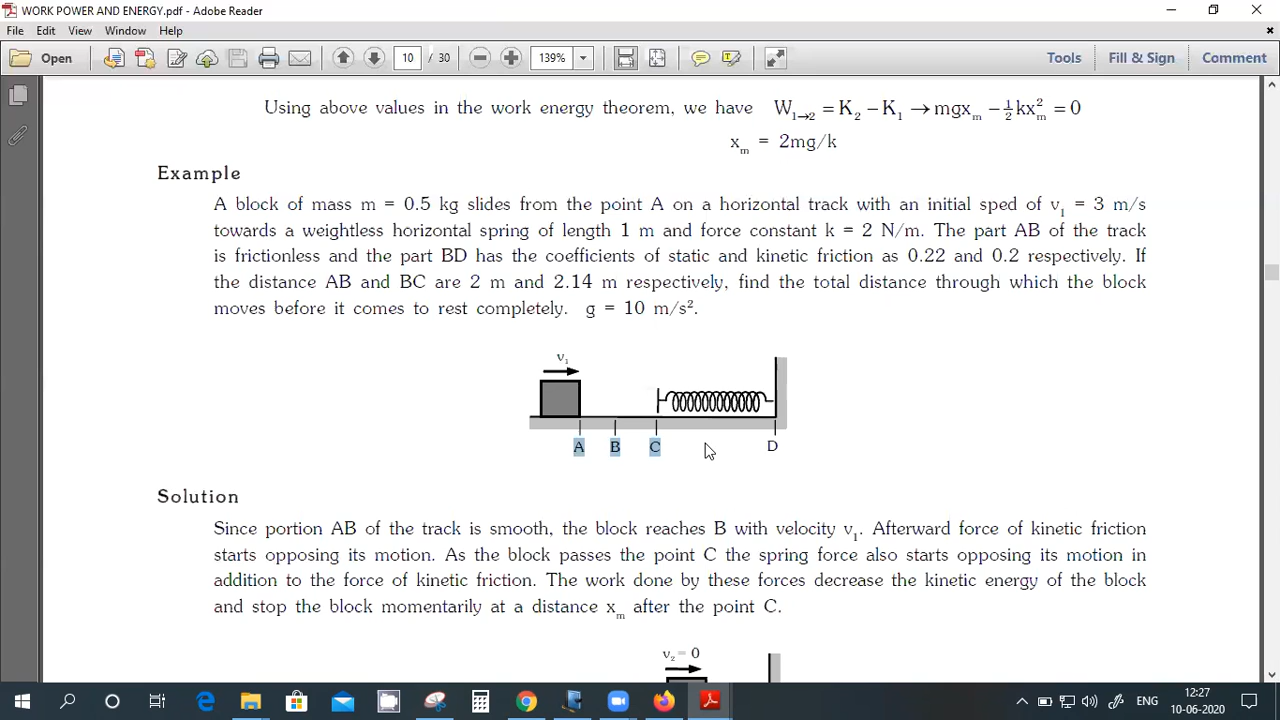 WORK POWER AND ENERGY.pdf - Adobe Reader
File Edit View Window Help
Open 10 / 30 139% Tools Fill & Sign Comment
Using above values in the work energy theorem, we have W₁→₂ = K₂ − K₁ → mgxₘ − ½kxₘ² = 0
xₘ = 2mg/k
Example
A block of mass m = 0.5 kg slides from the point A on a horizontal track with an initial sped of v₁ = 3 m/s
towards a weightless horizontal spring of length 1 m and force constant k = 2 N/m. The part AB of the track
is frictionless and the part BD has the coefficients of static and kinetic friction as 0.22 and 0.2 respectively. If
the distance AB and BC are 2 m and 2.14 m respectively, find the total distance through which the block
moves before it comes to rest completely. g = 10 m/s².
v₁
A B C D
Solution
Since portion AB of the track is smooth, the block reaches B with velocity v₁. Afterward force of kinetic friction
starts opposing its motion. As the block passes the point C the spring force also starts opposing its motion in
addition to the force of kinetic friction. The work done by these forces decrease the kinetic energy of the block
and stop the block momentarily at a distance xₘ after the point C.
v₂= 0
ENG 12:27
10-06-2020